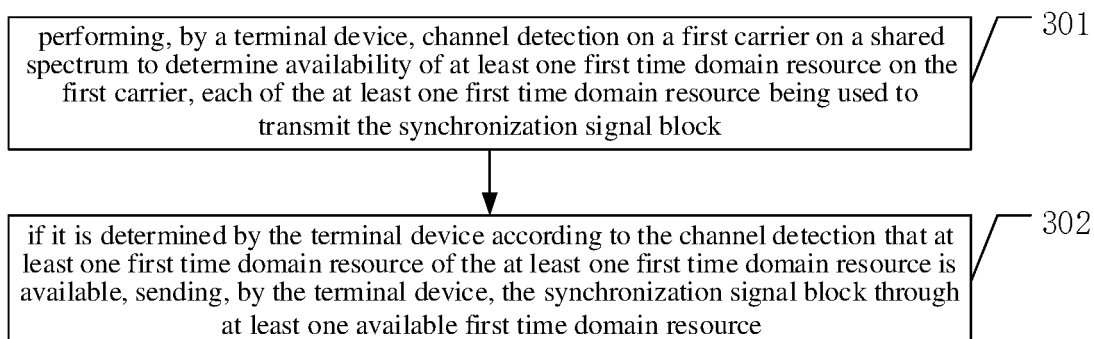 performing, by a terminal device, channel detection on a first carrier on a shared
spectrum to determine availability of at least one first time domain resource on the
first carrier, each of the at least one first time domain resource being used to
transmit the synchronization signal block
301
if it is determined by the terminal device according to the channel detection that at
least one first time domain resource of the at least one first time domain resource is
available, sending, by the terminal device, the synchronization signal block through
at least one available first time domain resource
302